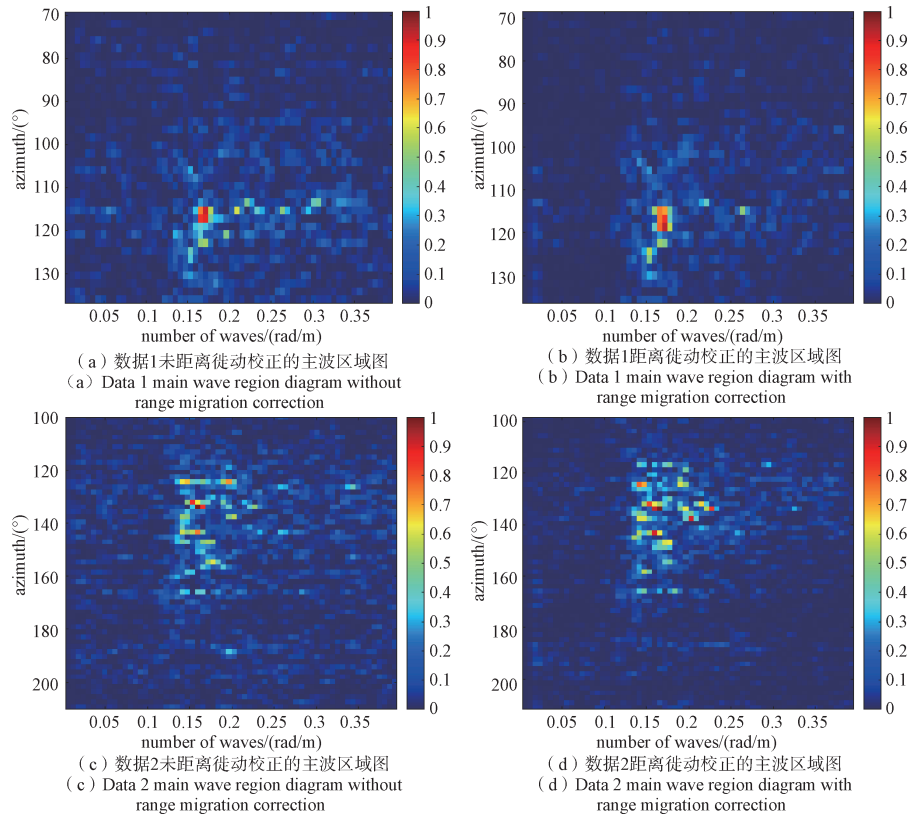 70
80
90
100
110
120
130
azimuth/(°)
0.05 0.1 0.15 0.2 0.25 0.3 0.35
number of waves/(rad/m)
1
0.9
0.8
0.7
0.6
0.5
0.4
0.3
0.2
0.1
0
（a）数据1未距离徙动校正的主波区域图
（a）Data 1 main wave region diagram without
range migration correction
70
80
90
100
110
120
130
azimuth/(°)
0.05 0.1 0.15 0.2 0.25 0.3 0.35
number of waves/(rad/m)
1
0.9
0.8
0.7
0.6
0.5
0.4
0.3
0.2
0.1
0
（b）数据1距离徙动校正的主波区域图
（b）Data 1 main wave region diagram with
range migration correction
100
120
140
160
180
200
azimuth/(°)
0.05 0.1 0.15 0.2 0.25 0.3 0.35
number of waves/(rad/m)
1
0.9
0.8
0.7
0.6
0.5
0.4
0.3
0.2
0.1
0
（c）数据2未距离徙动校正的主波区域图
（c）Data 2 main wave region diagram without
range migration correction
100
120
140
160
180
200
azimuth/(°)
0.05 0.1 0.15 0.2 0.25 0.3 0.35
number of waves/(rad/m)
1
0.9
0.8
0.7
0.6
0.5
0.4
0.3
0.2
0.1
0
（d）数据2距离徙动校正的主波区域图
（d）Data 2 main wave region diagram with
range migration correction